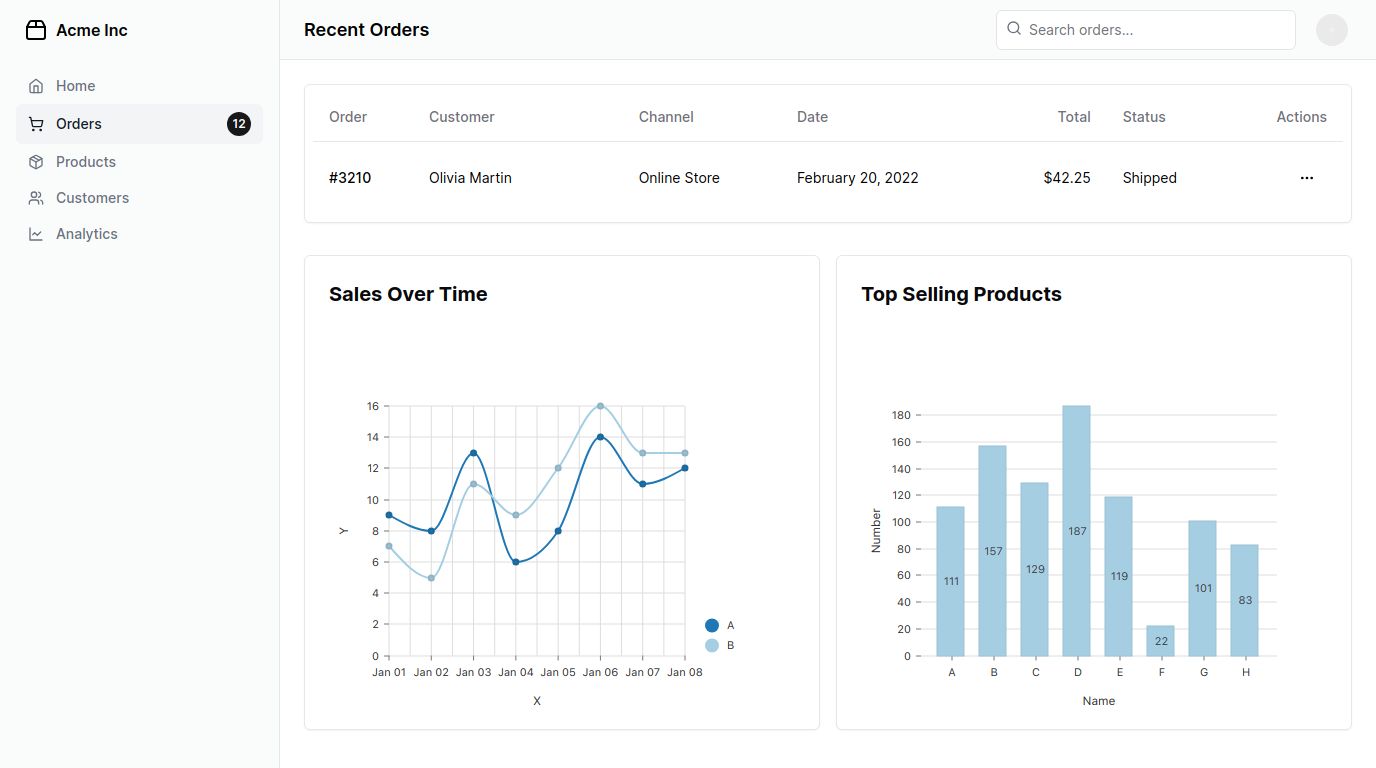 Acme Inc
Recent Orders
Search orders...
Home
Orders 12
Products
Customers
Analytics
Order Customer Channel Date Total Status Actions
#3210 Olivia Martin Online Store February 20, 2022 $42.25 Shipped ...
Sales Over Time
16
14
12
10
8
6
4
2
0
Y
Jan 01 Jan 02 Jan 03 Jan 04 Jan 05 Jan 06 Jan 07 Jan 08
X
A
B
Top Selling Products
180
160
140
120
100
80
60
40
20
0
Number
111 157 129 187 119 22 101 83
A B C D E F G H
Name